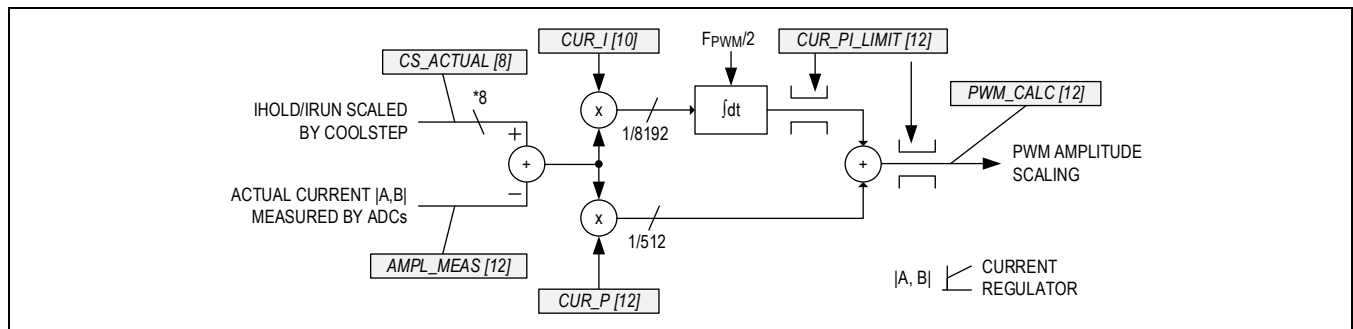 CUR_I [10]
FPWM/2
CUR_PI_LIMIT [12]
CS_ACTUAL [8]
*8
PWM_CALC [12]
IHOLD/IRUN SCALED
BY COOLSTEP
x
∫dt
1/8192
+
+
+
PWM AMPLITUDE
SCALING
ACTUAL CURRENT |A,B|
MEASURED BY ADCs
−
x
1/512
AMPL_MEAS [12]
CUR_P [12]
|A, B|
CURRENT
REGULATOR